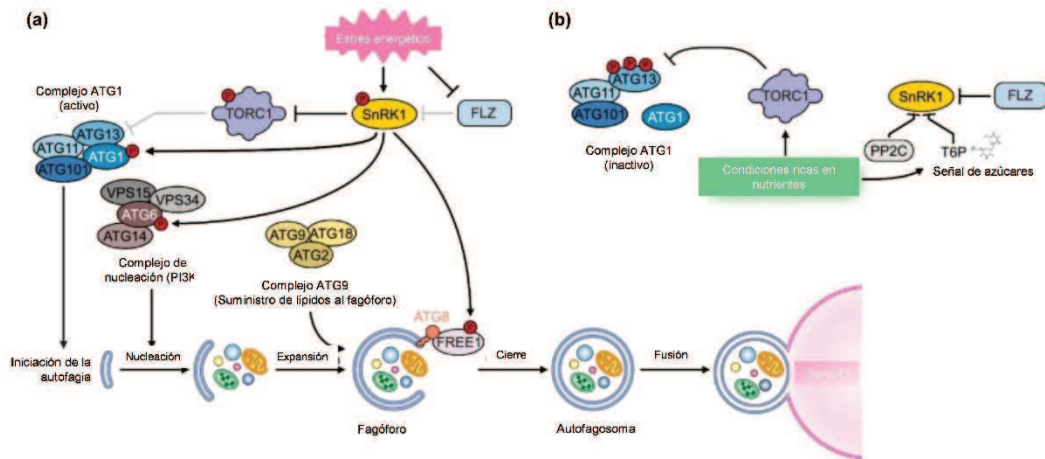 (a)
Estrés energético
Complejo ATG1
(activo)
P
TORC1
P
SnRK1
FLZ
ATG13
ATG11
ATG1
P
ATG101
VPS15
VPS34
ATG6
P
ATG14
Complejo de
nucleación (PI3K
ATG9
ATG18
ATG2
Complejo ATG9
(Suministro de lípidos al fagóforo)
ATG8
P
FREE1
Iniciación de la
autofagia
Nucleación
Expansión
Cierre
Fusión
Fagóforo
Autofagosoma
(b)
P P P
ATG13
ATG11
ATG101
ATG1
Complejo ATG1
(inactivo)
TORC1
SnRK1
FLZ
PP2C
T6P
Señal de azúcares
Condiciones ricas en
nutrientes